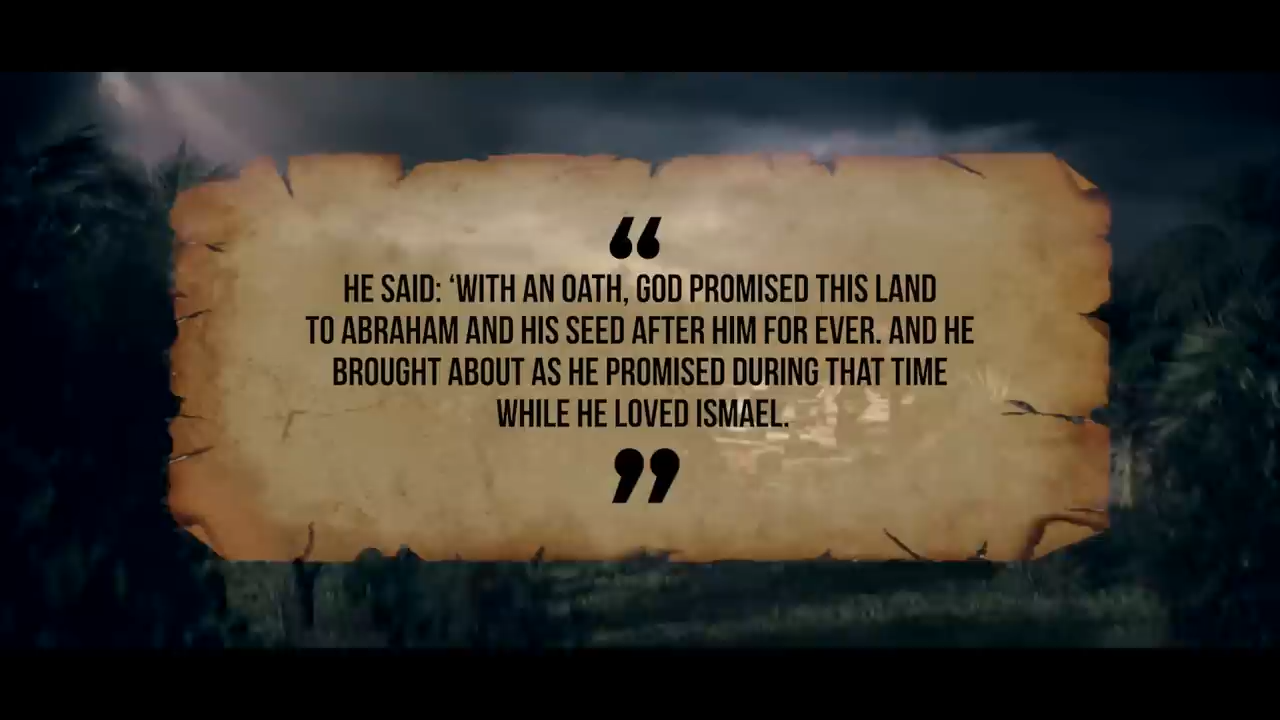 “
HE SAID: ‘WITH AN OATH, GOD PROMISED THIS LAND
TO ABRAHAM AND HIS SEED AFTER HIM FOR EVER. AND HE
BROUGHT ABOUT AS HE PROMISED DURING THAT TIME
WHILE HE LOVED ISMAEL.
”